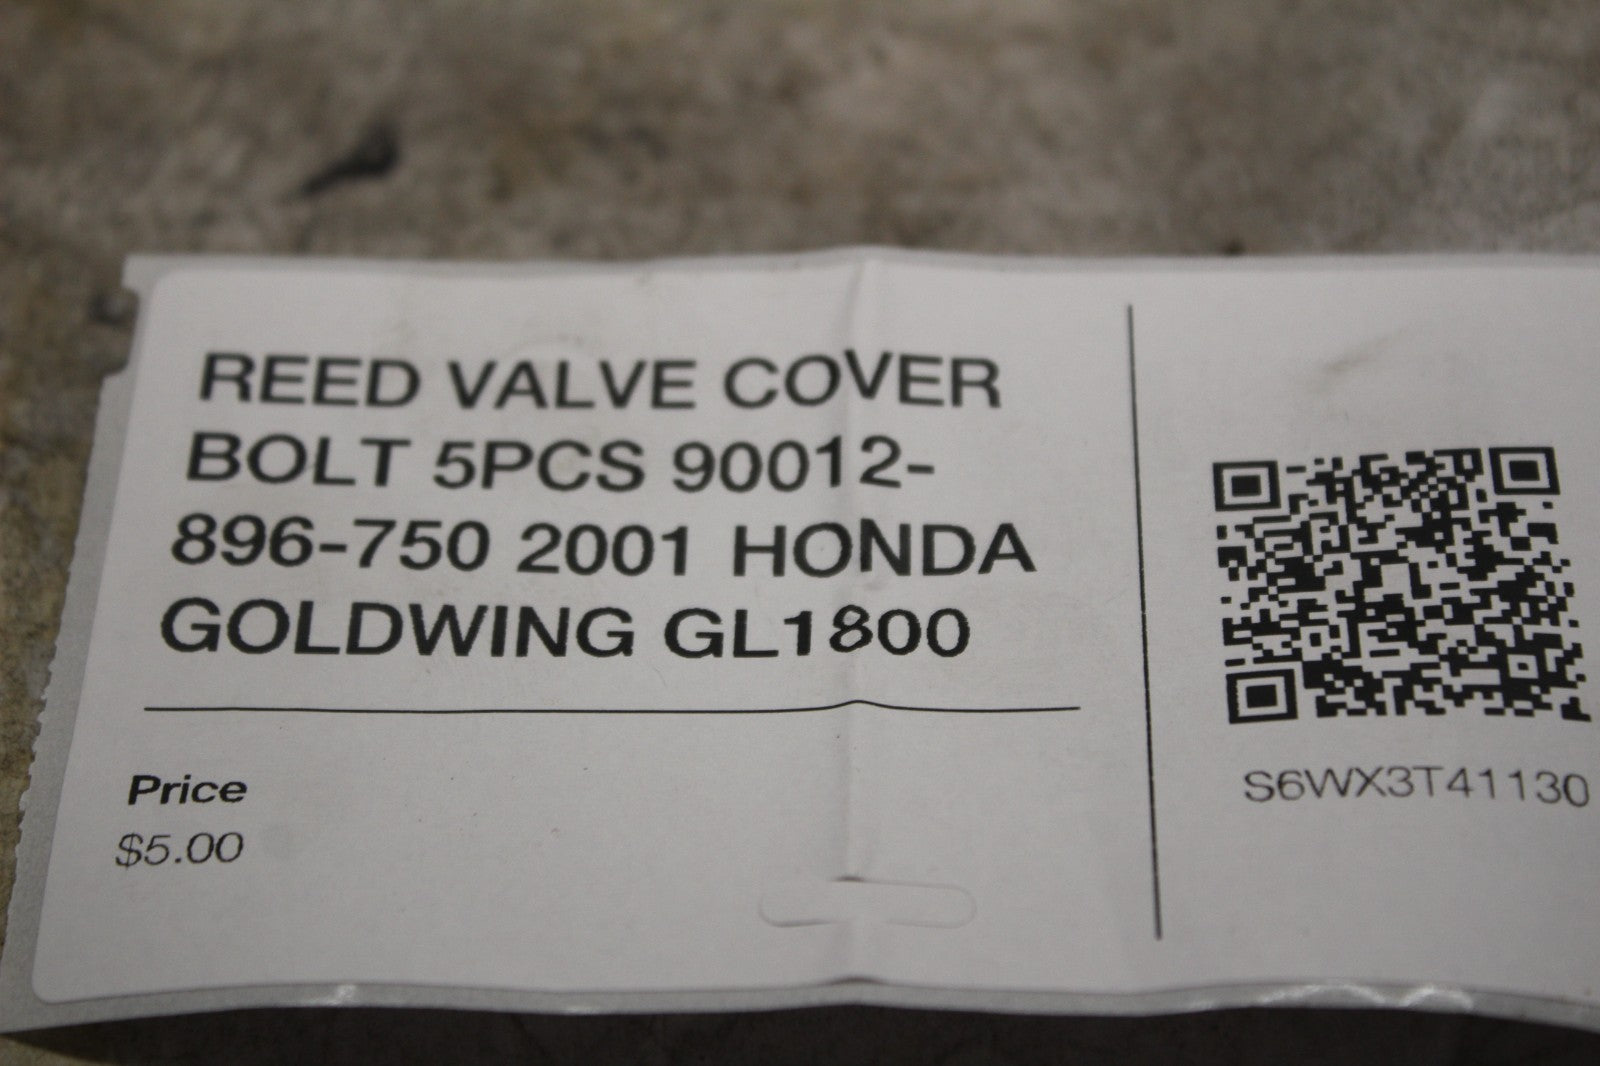 REED VALVE COVER
BOLT 5PCS 90012-
896-750 2001 HONDA
GOLDWING GL1800
Price
$5.00
S6WX3T41130